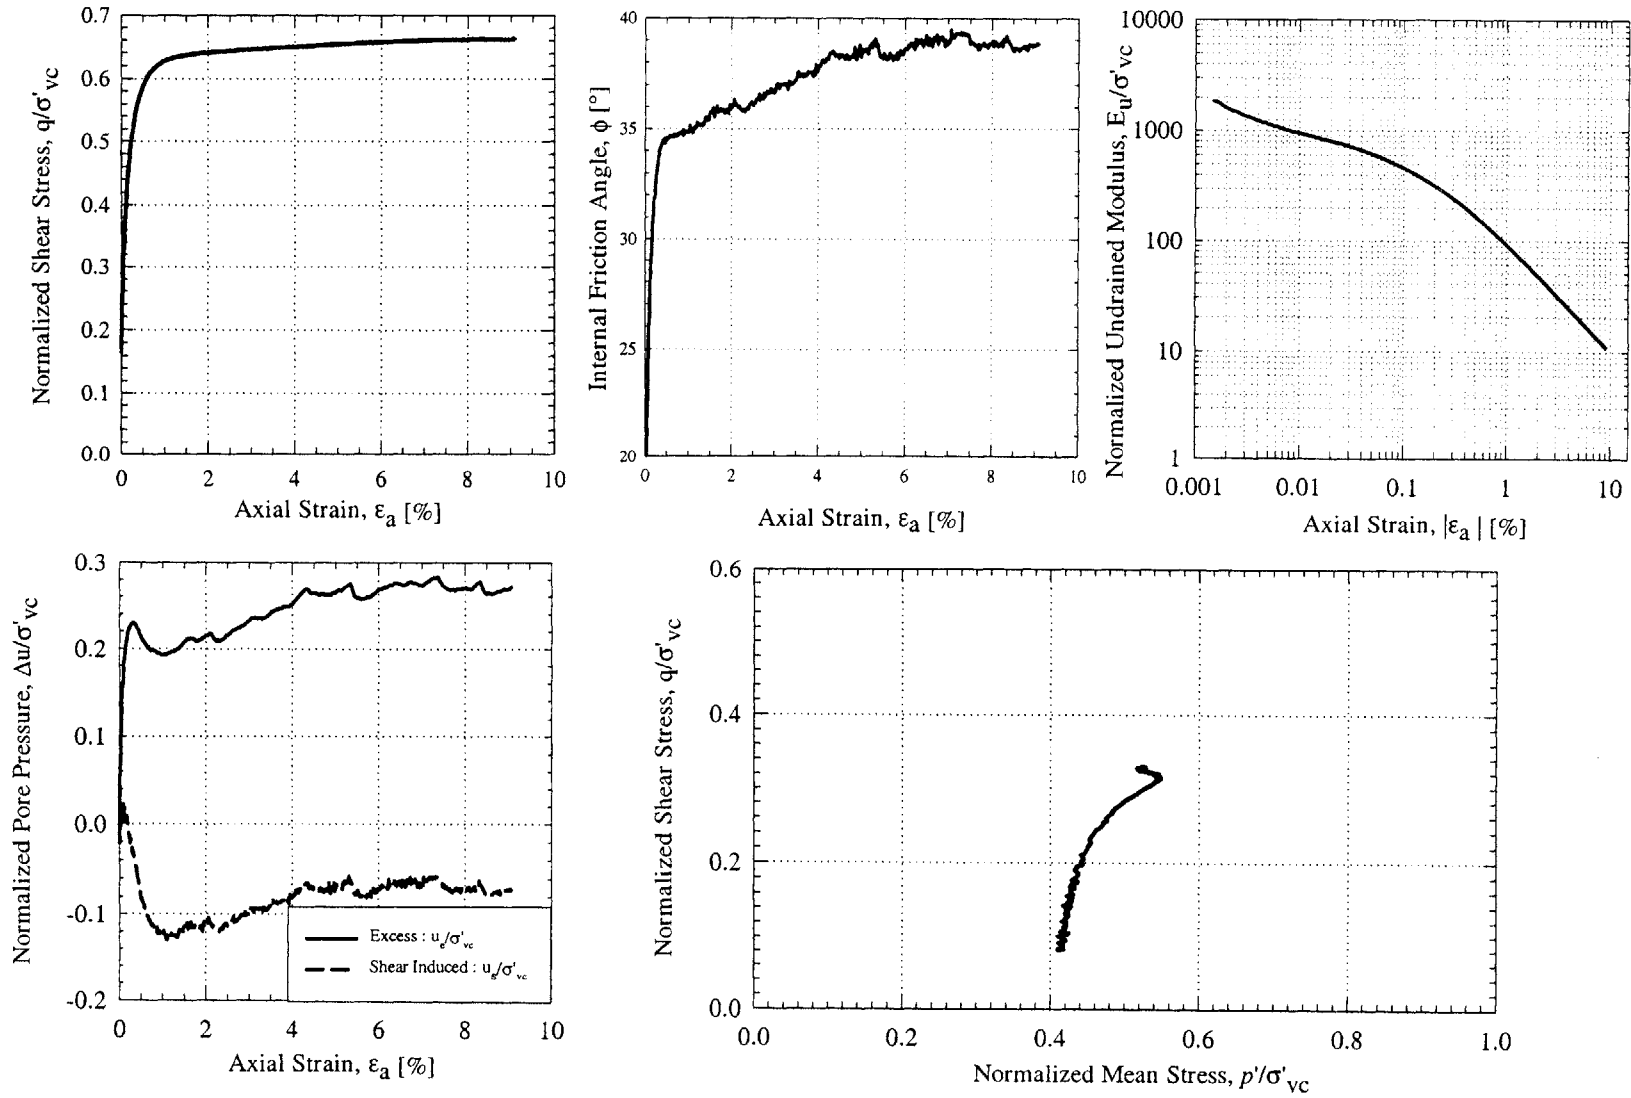 Normalized Shear Stress, q/σ'vc
0.7
0.6
0.5
0.4
0.3
0.2
0.1
0.0
0 2 4 6 8 10
Axial Strain, εa [%]
Internal Friction Angle, ϕ [°]
40
35
30
25
20
0 2 4 6 8 10
Axial Strain, εa [%]
Normalized Undrained Modulus, Eu/σ'vc
10000
1000
100
10
1
0.001 0.01 0.1 1 10
Axial Strain, |εa| [%]
Normalized Pore Pressure, Δu/σ'vc
0.3
0.2
0.1
0.0
-0.1
-0.2
Excess : ue/σ'vc
Shear Induced : us/σ'vc
0 2 4 6 8 10
Axial Strain, εa [%]
Normalized Shear Stress, q/σ'vc
0.6
0.4
0.2
0.0
0.0 0.2 0.4 0.6 0.8 1.0
Normalized Mean Stress, p'/σ'vc